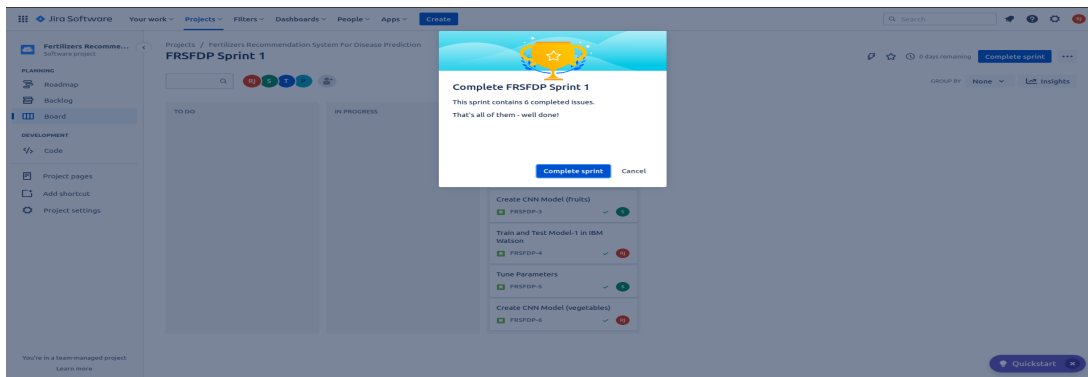 Jira Software Your work Projects Filters Dashboards People Apps Create Search
Fertilizers Recomme...
Software project
PLANNING
Roadmap
Backlog
Board
DEVELOPMENT
Code
Project pages
Add shortcut
Project settings
You're in a team-managed project
Learn more
Projects / Fertilizers Recommendation System For Disease Prediction
FRSFDP Sprint 1
0 days remaining Complete sprint
RJ S T P
GROUP BY None Insights
TO DO IN PROGRESS
Complete FRSFDP Sprint 1
This sprint contains 6 completed issues.
That's all of them - well done!
Complete sprint Cancel
Create CNN Model (fruits)
FRSFDP-3 S
Train and Test Model-1 in IBM
Watson
FRSFDP-4 RJ
Tune Parameters
FRSFDP-5 S
Create CNN Model (vegetables)
FRSFDP-6 RJ
Quickstart